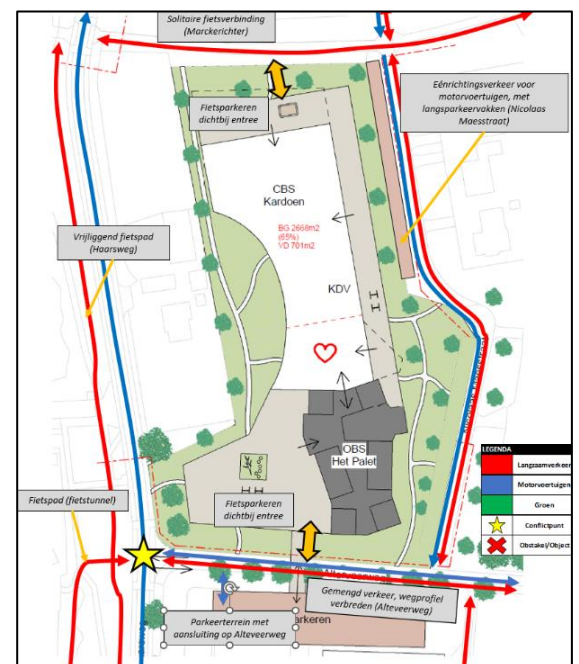 Solitaire fietsverbinding
(Marckerichter)
Fietsparkeren
dichtbij entree
Eénrichtingsverkeer voor
motorvoertuigen, met
langsparkeervakken (Nicolaas
Maesstraat)
CBS
Kardoen
BG 2668m2
(65%)
VD 701m2
Vrijliggend fietspad
(Haarsweg)
KDV
OBS
Het Palet
LEGENDA
Langzaamverkeer
Motorvoertuigen
Groen
Conflictpunt
Obstakel/Object
Fietspad (fietstunnel)
Fietsparkeren
dichtbij entree
Alteveerweg
Gemengd verkeer, wegprofiel
verbreden (Alteveerweg)
Parkeerterrein met
aansluiting op Alteveerweg
arkeren